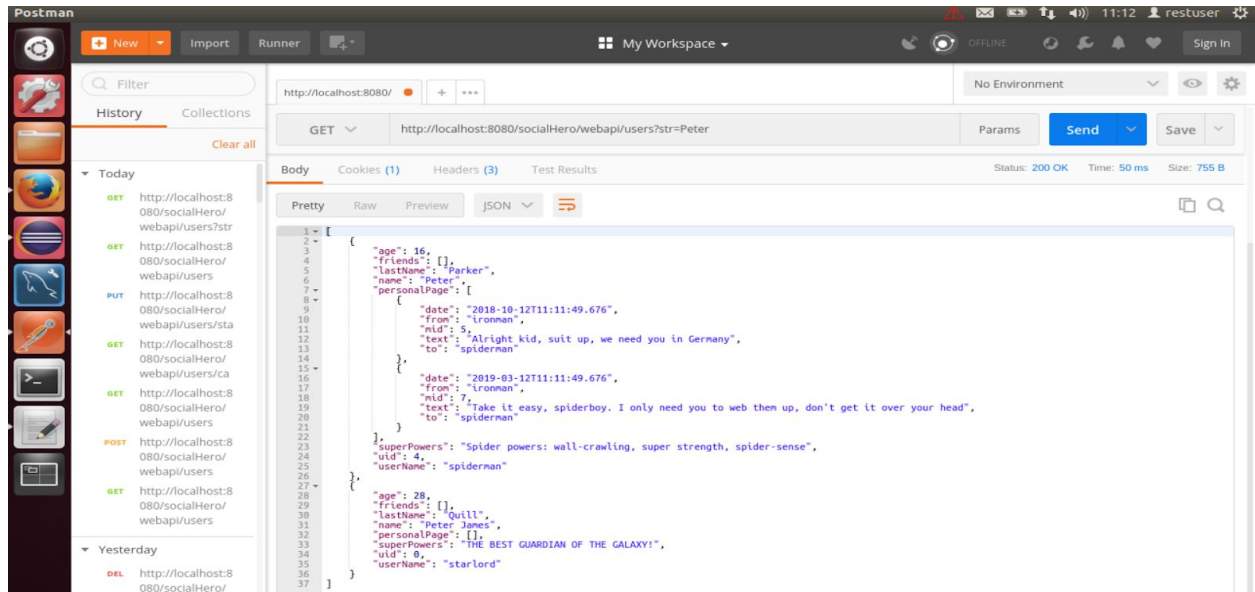 Postman
11:12 restuser
New Import Runner My Workspace OFFLINE Sign In
Filter
History Collections
Clear all
Today
GET http://localhost:8
080/socialHero/
webapi/users?str
GET http://localhost:8
080/socialHero/
webapi/users
PUT http://localhost:8
080/socialHero/
webapi/users/sta
GET http://localhost:8
080/socialHero/
webapi/users/ca
GET http://localhost:8
080/socialHero/
webapi/users
POST http://localhost:8
080/socialHero/
webapi/users
GET http://localhost:8
080/socialHero/
webapi/users
Yesterday
DEL http://localhost:8
080/socialHero/
http://localhost:8080/ + •••
No Environment
GET http://localhost:8080/socialHero/webapi/users?str=Peter Params Send Save
Body Cookies (1) Headers (3) Test Results Status: 200 OK Time: 50 ms Size: 755 B
Pretty Raw Preview JSON
1 [
2 {
3 "age": 16,
4 "friends": [],
5 "lastName": "Parker",
6 "name": "Peter",
7 "personalPage": [
8 {
9 "date": "2018-10-12T11:11:49.676",
10 "from": "ironman",
11 "mid": 5,
12 "text": "Alright kid, suit up, we need you in Germany",
13 "to": "spiderman"
14 },
15 {
16 "date": "2019-03-12T11:11:49.676",
17 "from": "ironman",
18 "mid": 7,
19 "text": "Take it easy, spiderboy. I only need you to web them up, don't get it over your head",
20 "to": "spiderman"
21 }
22 ],
23 "superPowers": "Spider powers: wall-crawling, super strength, spider-sense",
24 "uid": 4,
25 "userName": "spiderman"
26 },
27 {
28 "age": 28,
29 "friends": [],
30 "lastName": "Quill",
31 "name": "Peter James",
32 "personalPage": [],
33 "superPowers": "THE BEST GUARDIAN OF THE GALAXY!",
34 "uid": 0,
35 "userName": "starlord"
36 }
37 ]